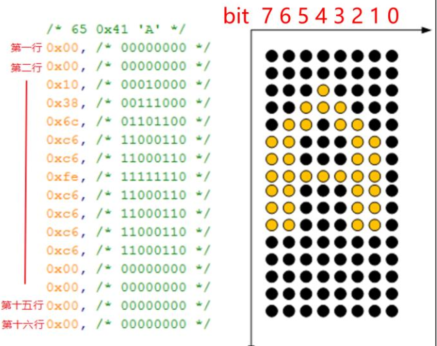 /* 65 0x41 'A' */
bit 7 6 5 4 3 2 1 0
第一行 0x00, /* 00000000 */
第二行 0x00, /* 00000000 */
0x10, /* 00010000 */
0x38, /* 00111000 */
0x6c, /* 01101100 */
0xc6, /* 11000110 */
0xc6, /* 11000110 */
0xfe, /* 11111110 */
0xc6, /* 11000110 */
0xc6, /* 11000110 */
0xc6, /* 11000110 */
0xc6, /* 11000110 */
0x00, /* 00000000 */
0x00, /* 00000000 */
第十五行 0x00, /* 00000000 */
第十六行 0x00, /* 00000000 */